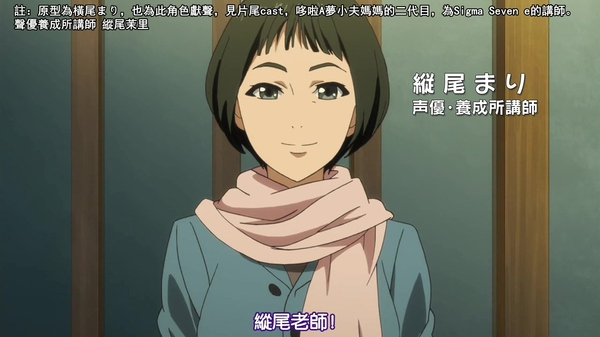 註：原型為橫尾まり，也為此角色獻聲，見片尾cast，哆啦A夢小夫媽媽的二代目，為Sigma Seven e的講師．
聲優養成所講師 縱尾茉里
縦尾まり
声優・養成所講師
縱尾老師!